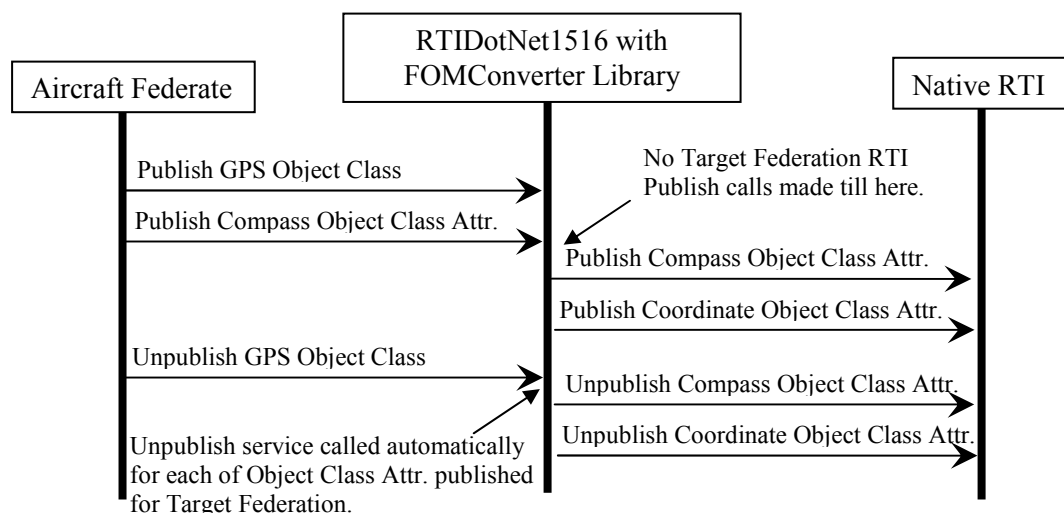 Aircraft Federate
RTIDotNet1516 with
FOMConverter Library
Native RTI
Publish GPS Object Class
No Target Federation RTI
Publish calls made till here.
Publish Compass Object Class Attr.
Publish Compass Object Class Attr.
Publish Coordinate Object Class Attr.
Unpublish GPS Object Class
Unpublish Compass Object Class Attr.
Unpublish Coordinate Object Class Attr.
Unpublish service called automatically
for each of Object Class Attr. published
for Target Federation.